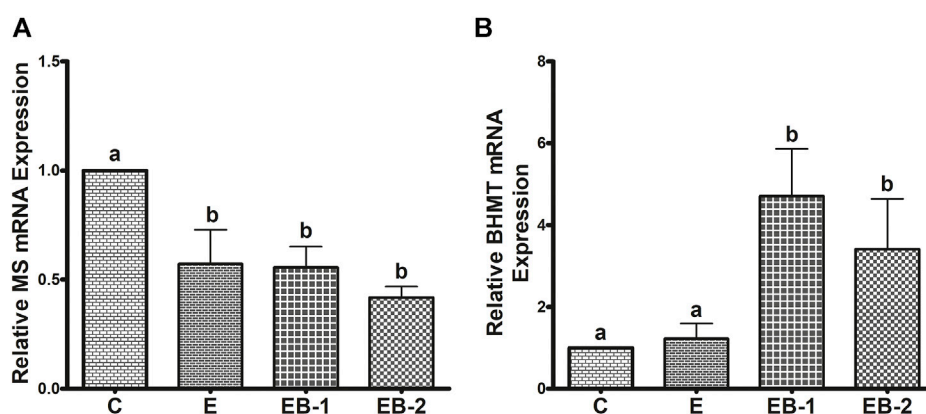 A
Relative MS mRNA Expression
1.5
1.0
0.5
0.0
a
b
b
b
C
E
EB-1
EB-2
B
Relative BHMT mRNA
Expression
8
6
4
2
0
a
a
b
b
C
E
EB-1
EB-2